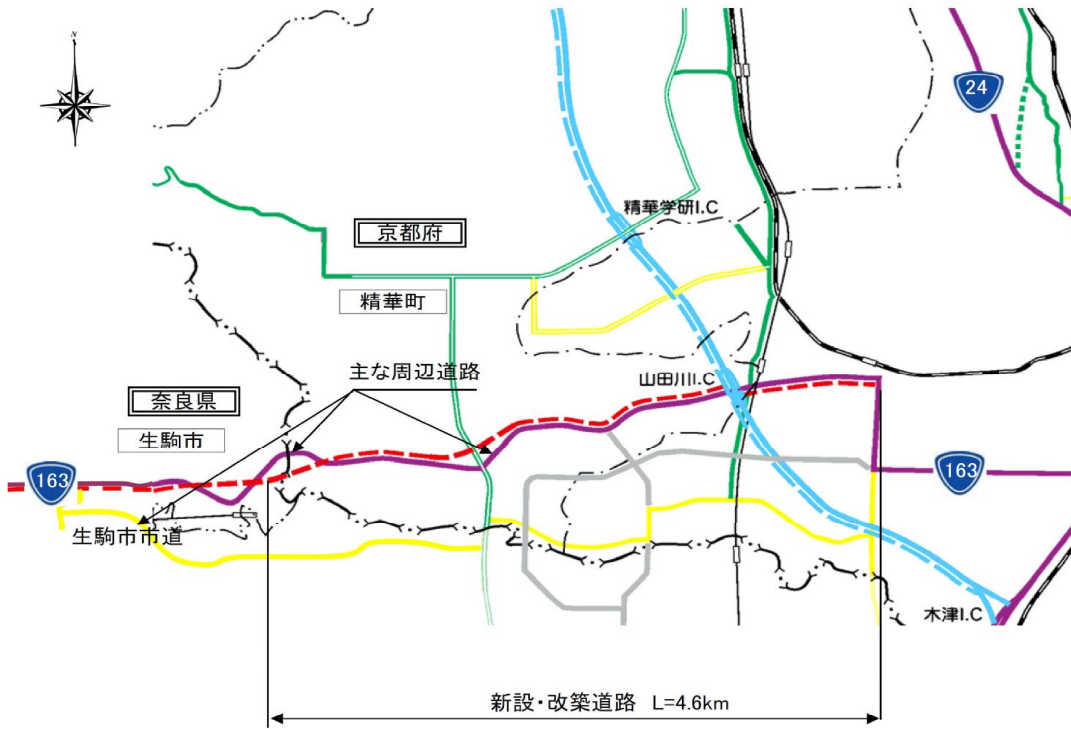 N
24
精華学研I.C
京都府
精華町
主な周辺道路
山田川I.C
奈良県
生駒市
163
163
生駒市市道
木津I.C
新設・改築道路 L=4.6km